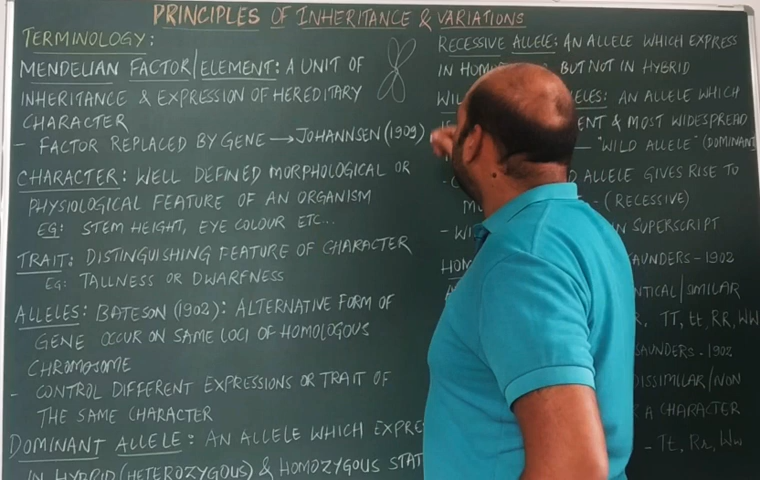 PRINCIPLES OF INHERITANCE & VARIATIONS
TERMINOLOGY:
MENDELIAN FACTOR/ELEMENT: A UNIT OF
INHERITANCE & EXPRESSION OF HEREDITARY
CHARACTER
- FACTOR REPLACED BY GENE → JOHANNSEN (1909)
CHARACTER: WELL DEFINED MORPHOLOGICAL OR
PHYSIOLOGICAL FEATURE OF AN ORGANISM
EG: STEM HEIGHT, EYE COLOUR ETC...
TRAIT: DISTINGUISHING FEATURE OF CHARACTER
EG: TALLNESS OR DWARFNESS
ALLELES: BATESON (1902): ALTERNATIVE FORM OF
GENE OCCUR ON SAME LOCI OF HOMOLOGOUS
CHROMOSOME
- CONTROL DIFFERENT EXPRESSIONS OR TRAIT OF
THE SAME CHARACTER
DOMINANT ALLELE: AN ALLELE WHICH EXPRE
IN HYBRID (HETEROZYGOUS) & HOMOZYGOUS STAT
RECESSIVE ALLELE: AN ALLELE WHICH EXPRESS
IN HOMO BUT NOT IN HYBRID
WIL ELES: AN ALLELE WHICH
ENT & MOST WIDESPREAD
- "WILD ALLELE" (DOMINANT)
D ALLELE GIVES RISE TO
MU - (RECESSIVE)
- WI N SUPERSCRIPT
HOM SAUNDERS - 1902
NTICAL/SIMILAR
R, TT, tt, RR, WW
SAUNDERS - 1902
DISSIMILAR/NON
R A CHARACTER
- Tt, Rr, Ww